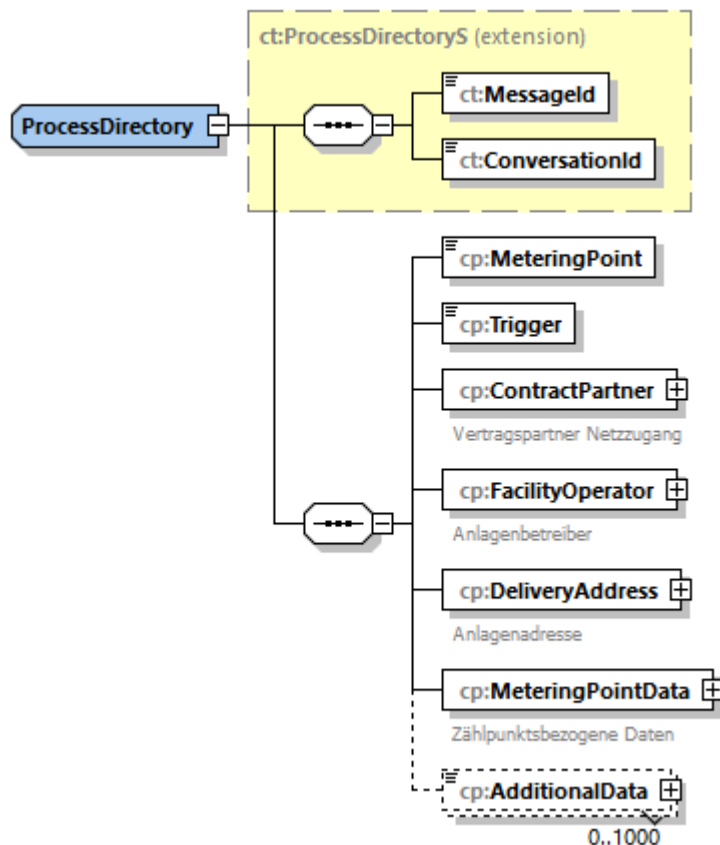 ct:ProcessDirectoryS (extension)
ct:MessageId
ProcessDirectory
ct:ConversationId
cp:MeteringPoint
cp:Trigger
cp:ContractPartner
Vertragspartner Netzzugang
cp:FacilityOperator
Anlagenbetreiber
cp:DeliveryAddress
Anlagenadresse
cp:MeteringPointData
Zählpunktsbezogene Daten
cp:AdditionalData
0..1000